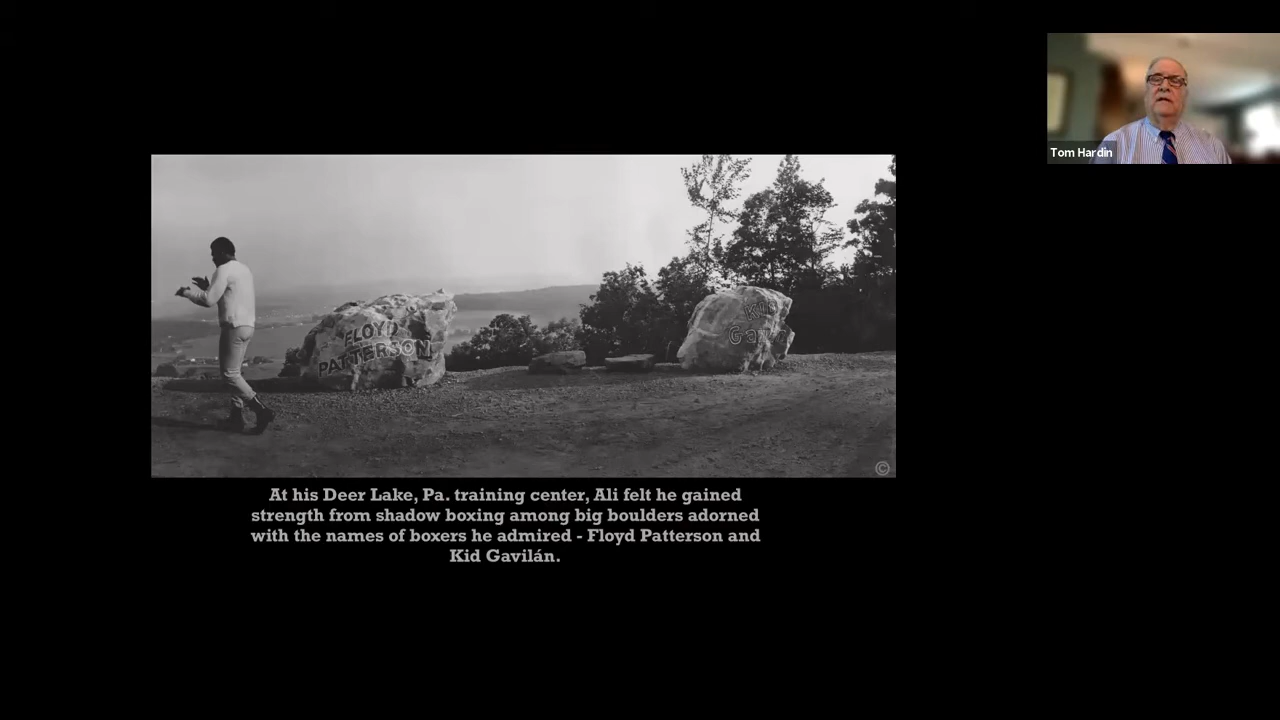 Tom Hardin
FLOYD
PATTERSON
©
At his Deer Lake, Pa. training center, Ali felt he gained
strength from shadow boxing among big boulders adorned
with the names of boxers he admired - Floyd Patterson and
Kid Gavilán.